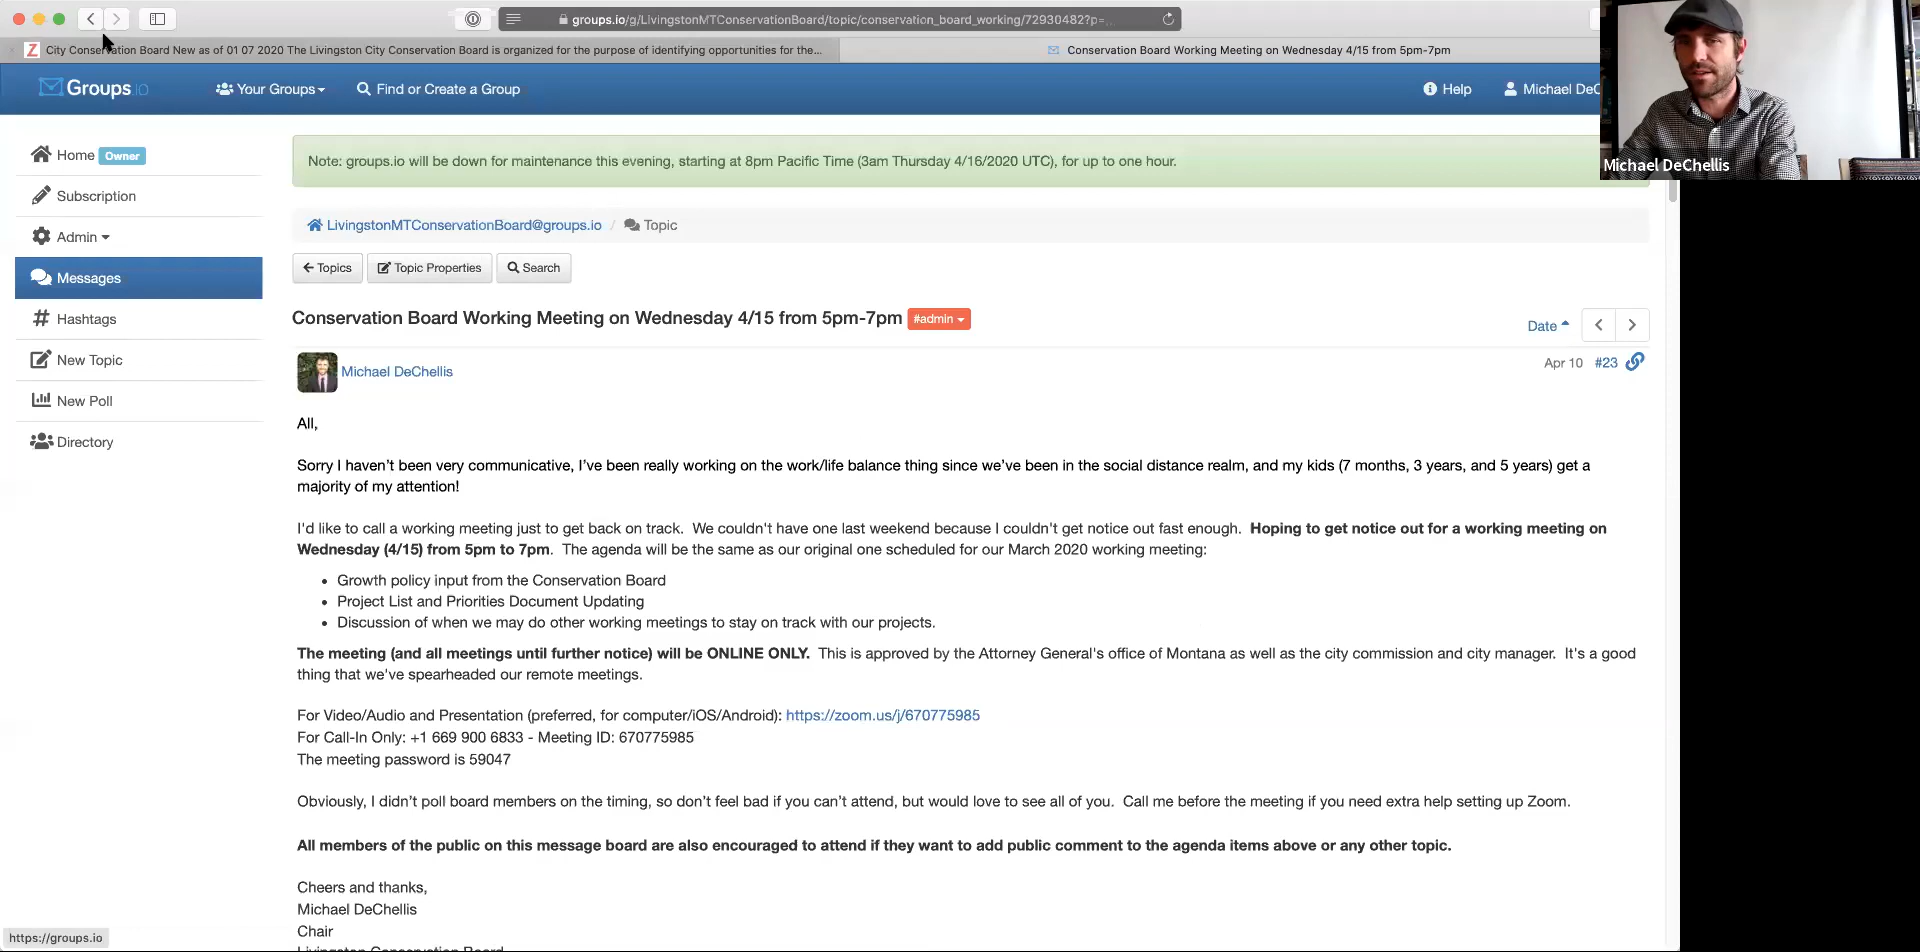 groups.io/g/LivingstonMTConservationBoard/topic/conservation_board_working/72930482?p=,...
City Conservation Board New as of 01 07 2020 The Livingston City Conservation Board is organized for the purpose of identifying opportunities for the...
Conservation Board Working Meeting on Wednesday 4/15 from 5pm-7pm
Groups.io
Your Groups
Find or Create a Group
Help
Michael DeC
Michael DeChellis
Home Owner
Subscription
Admin
Messages
# Hashtags
New Topic
New Poll
Directory
Note: groups.io will be down for maintenance this evening, starting at 8pm Pacific Time (3am Thursday 4/16/2020 UTC), for up to one hour.
LivingstonMTConservationBoard@groups.io / Topic
Topics
Topic Properties
Search
Conservation Board Working Meeting on Wednesday 4/15 from 5pm-7pm #admin
Date
Michael DeChellis
Apr 10 #23
All,
Sorry I haven't been very communicative, I've been really working on the work/life balance thing since we've been in the social distance realm, and my kids (7 months, 3 years, and 5 years) get a
majority of my attention!
I'd like to call a working meeting just to get back on track. We couldn't have one last weekend because I couldn't get notice out fast enough. Hoping to get notice out for a working meeting on
Wednesday (4/15) from 5pm to 7pm. The agenda will be the same as our original one scheduled for our March 2020 working meeting:
• Growth policy input from the Conservation Board
• Project List and Priorities Document Updating
• Discussion of when we may do other working meetings to stay on track with our projects.
The meeting (and all meetings until further notice) will be ONLINE ONLY. This is approved by the Attorney General's office of Montana as well as the city commission and city manager. It's a good
thing that we've spearheaded our remote meetings.
For Video/Audio and Presentation (preferred, for computer/iOS/Android): https://zoom.us/j/670775985
For Call-In Only: +1 669 900 6833 - Meeting ID: 670775985
The meeting password is 59047
Obviously, I didn't poll board members on the timing, so don't feel bad if you can't attend, but would love to see all of you. Call me before the meeting if you need extra help setting up Zoom.
All members of the public on this message board are also encouraged to attend if they want to add public comment to the agenda items above or any other topic.
Cheers and thanks,
Michael DeChellis
Chair
Livingston Conservation Board
https://groups.io